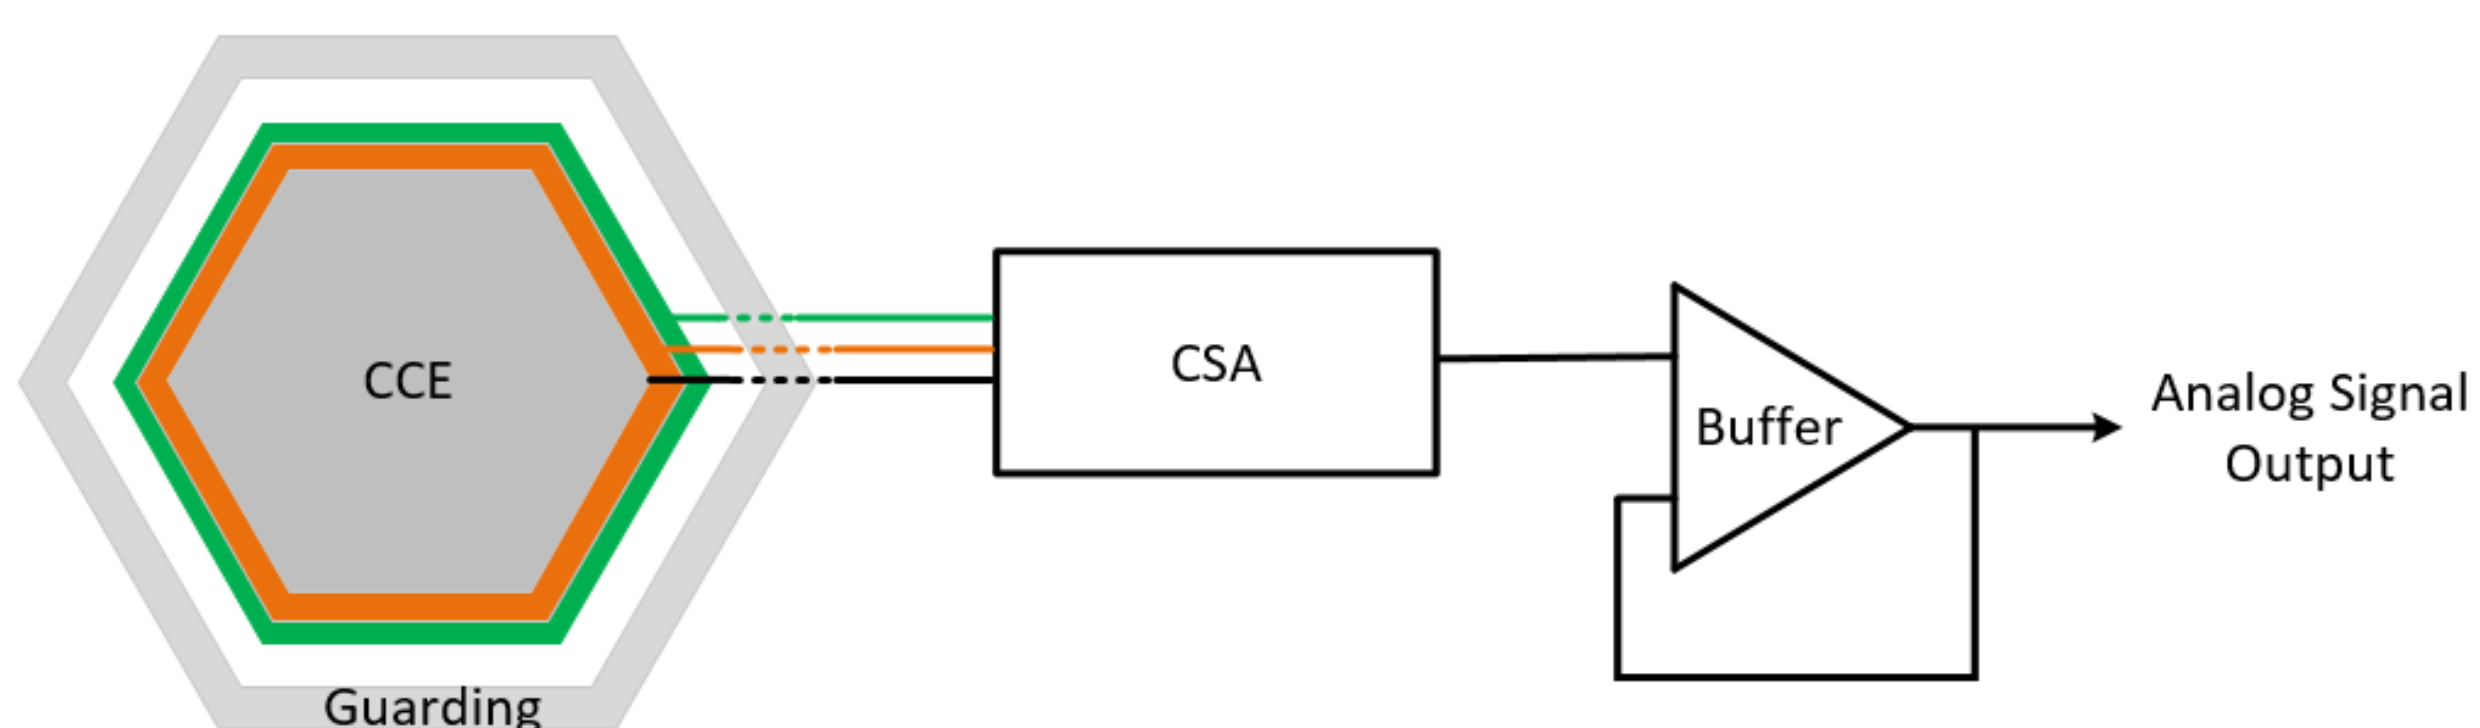 CCE
CSA
Buffer
Analog Signal
Output
Guarding